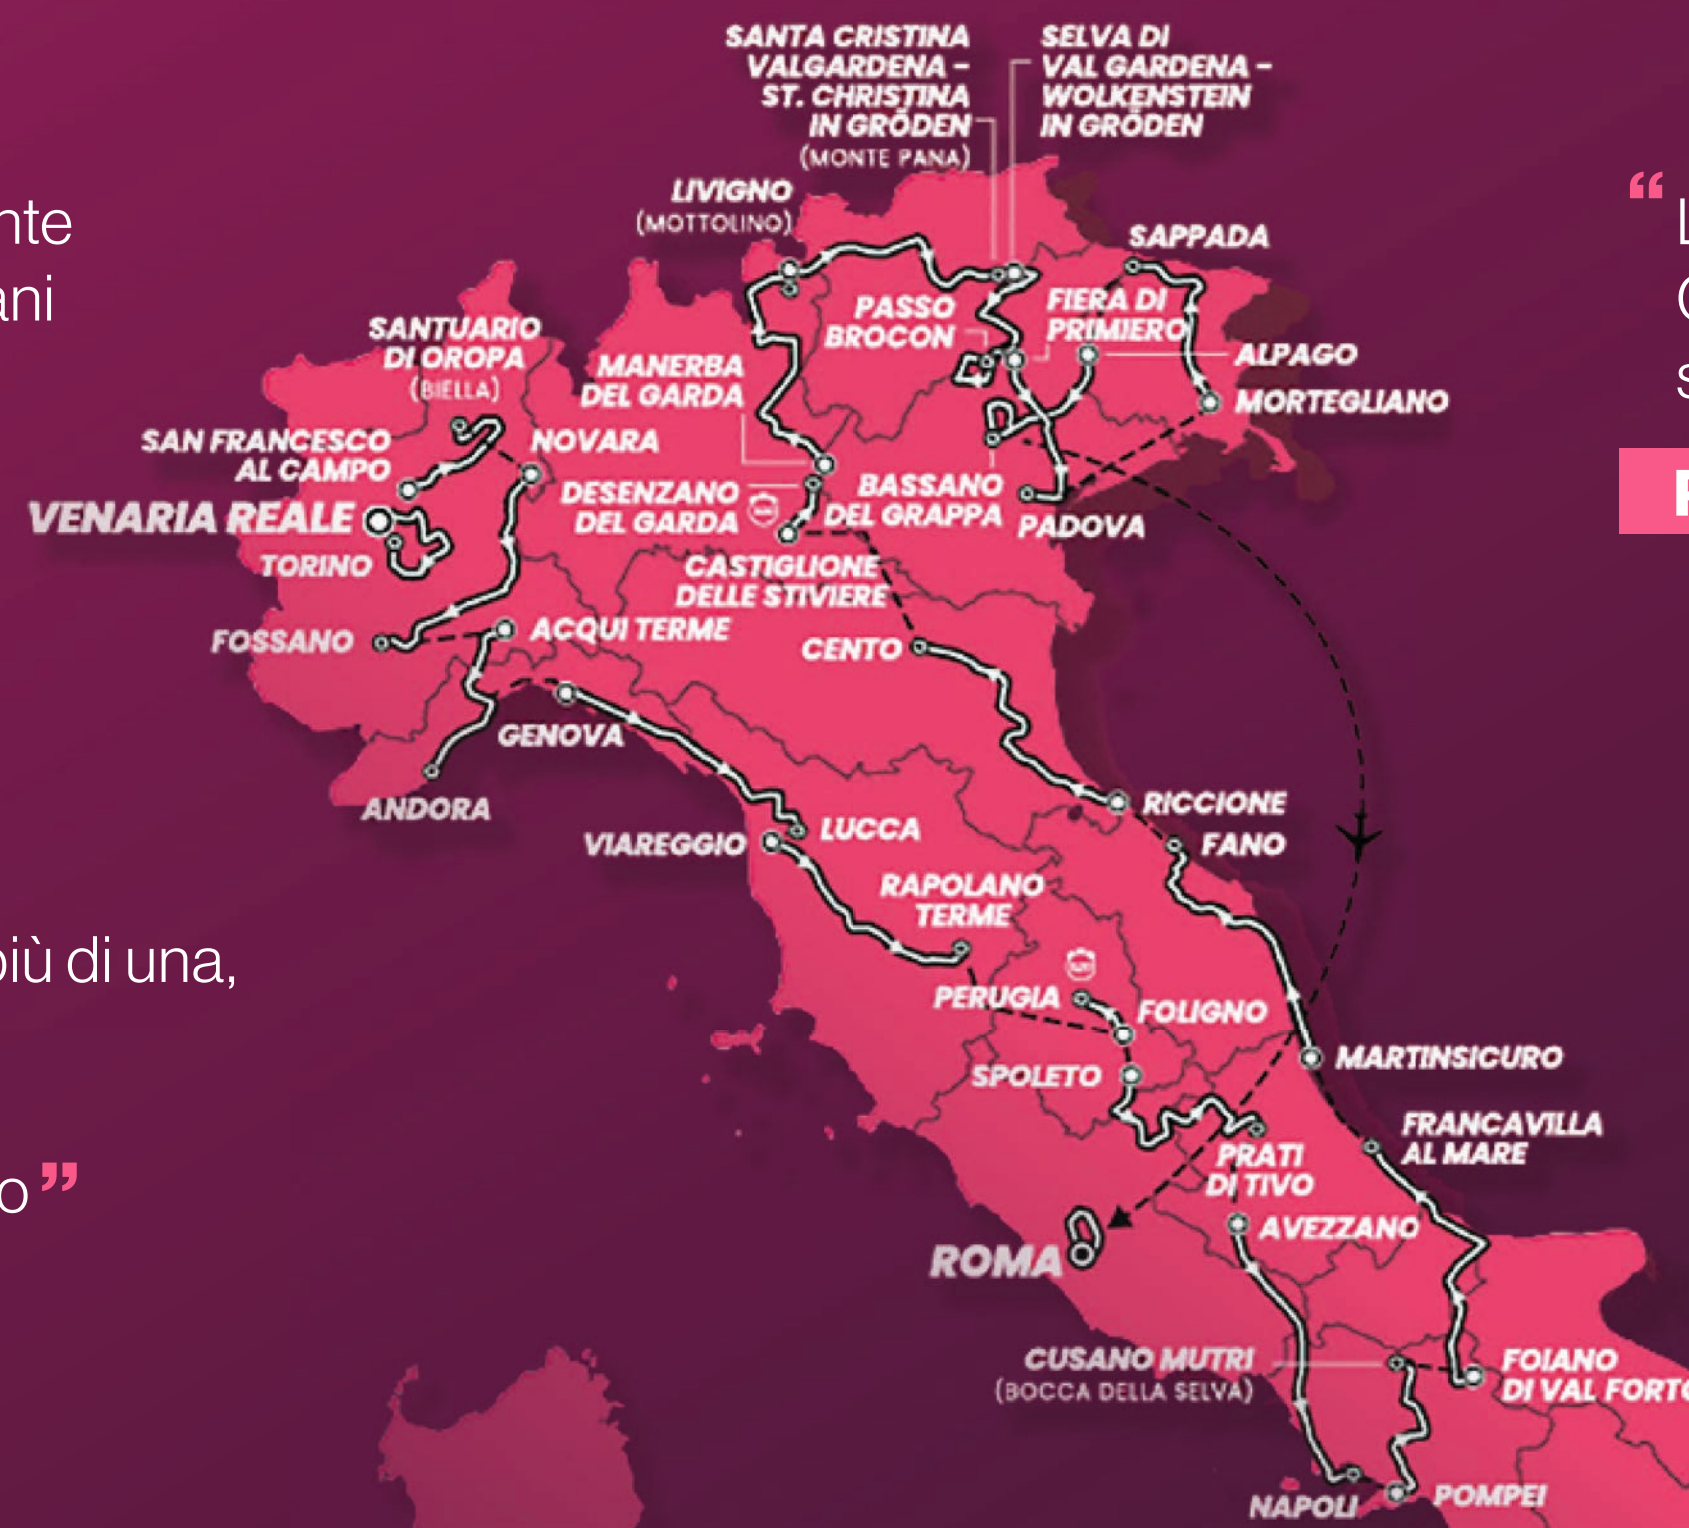 SANTA CRISTINA
VALGARDENA –
ST. CHRISTINA
IN GRÖDEN
(MONTE PANA)
SELVA DI
VAL GARDENA –
WOLKENSTEIN
IN GRÖDEN
LIVIGNO
(MOTTOLINO)
SAPPADA
nte
ani
“
PASSO
BROCON
FIERA DI
PRIMIERO
SANTUARIO
DI OROPA
(BIELLA)
MANERBA
DEL GARDA
ALPAGO
MORTEGLIANO
SAN FRANCESCO
AL CAMPO
NOVARA
VENARIA REALE
DESENZANO
DEL GARDA
BASSANO
DEL GRAPPA
PADOVA
TORINO
CASTIGLIONE
DELLE STIVIERE
FOSSANO
ACQUI TERME
CENTO
GENOVA
ANDORA
RICCIONE
LUCCA
VIAREGGIO
FANO
RAPOLANO
TERME
più di una,
PERUGIA
FOLIGNO
MARTINSICURO
SPOLETO
FRANCAVILLA
AL MARE
PRATI
DI TIVO
o ”
AVEZZANO
ROMA
CUSANO MUTRI
(BOCCA DELLA SELVA)
FOIANO
DI VAL FORTO
NAPOLI
POMPEI